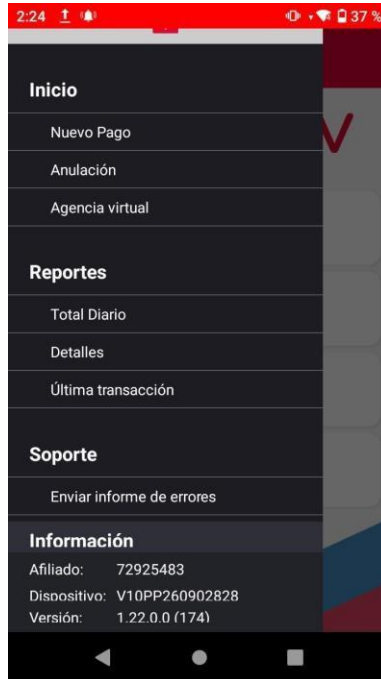 2:24 37 %
Inicio
Nuevo Pago
Anulación
Agencia virtual
Reportes
Total Diario
Detalles
Última transacción
Soporte
Enviar informe de errores
Información
Afiliado: 72925483
Dispositivo: V10PP260902828
Versión: 1.22.0.0 (174)